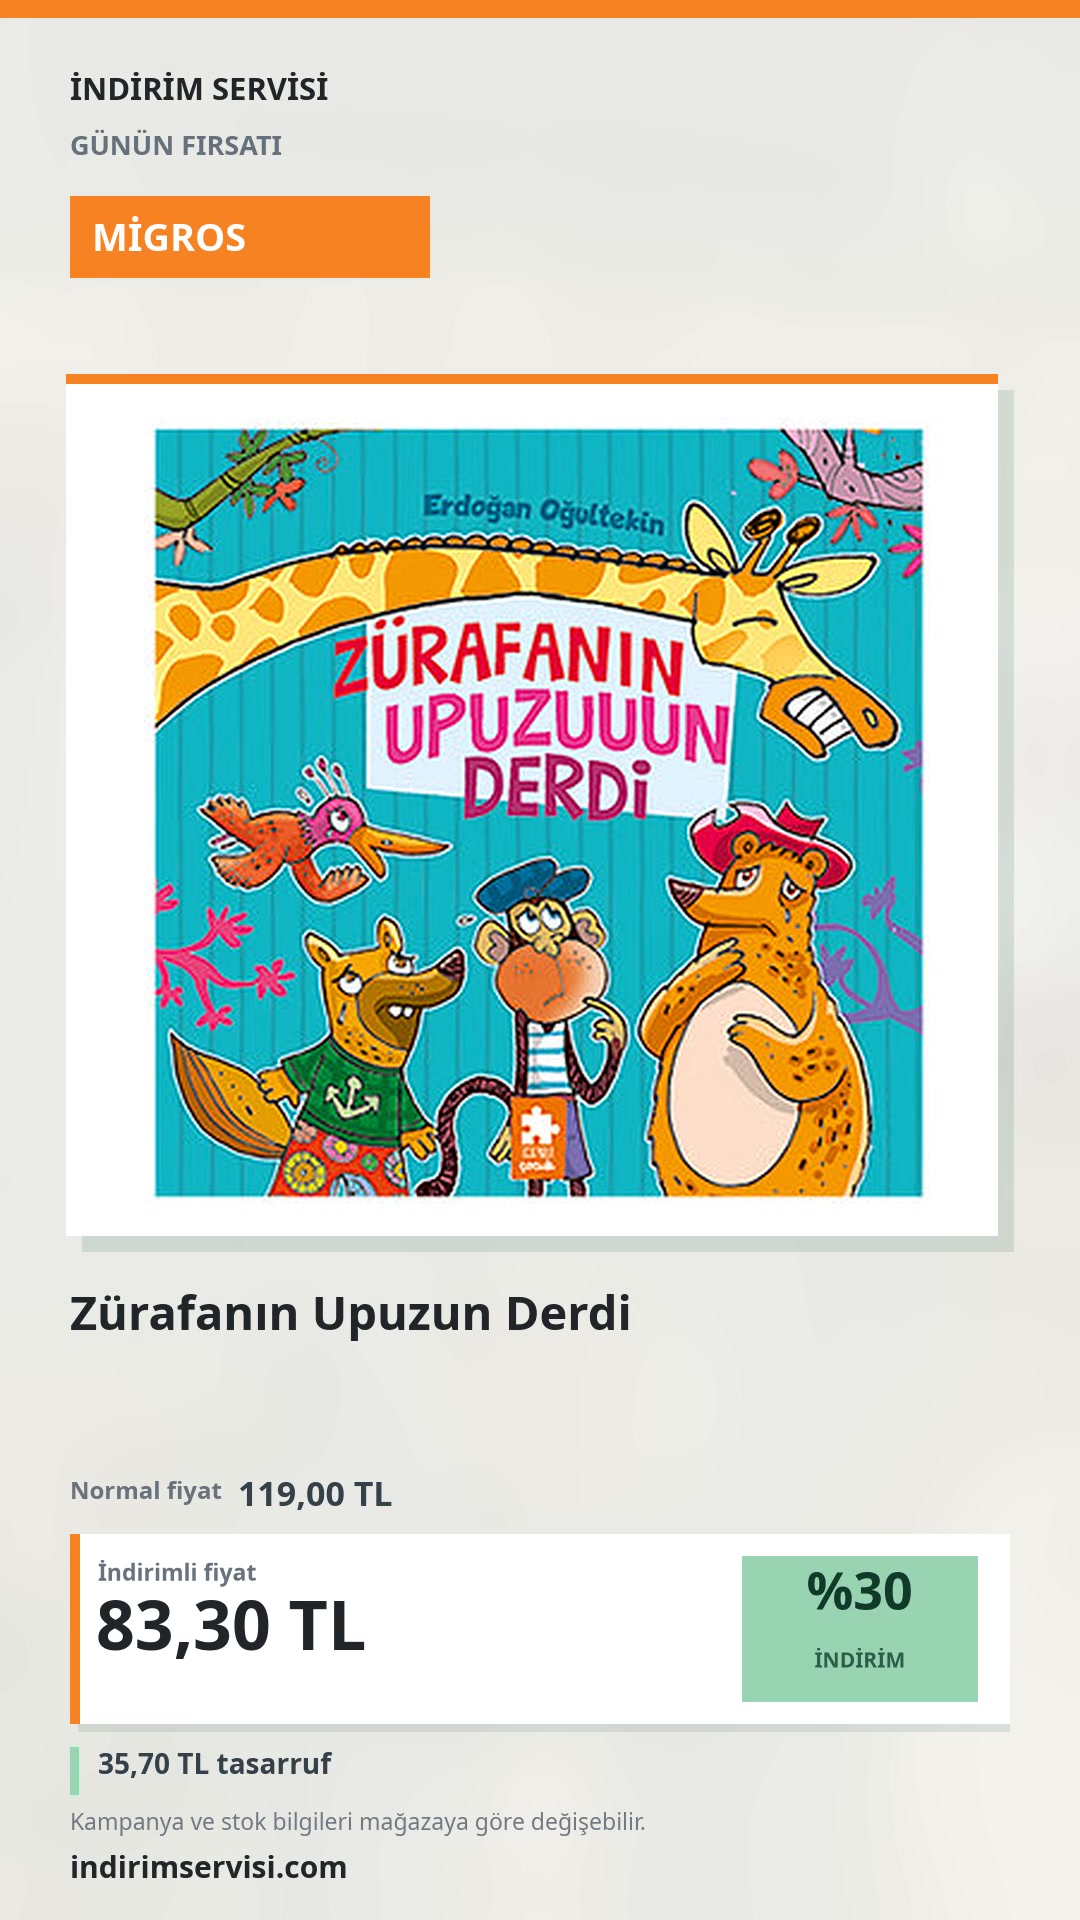 İNDİRİM SERVİSİ
GÜNÜN FIRSATI
MİGROS
Erdoğan Oğultekin
ZÜRAFANIN
UPUZUUUN
DERDİ
çocuk
Zürafanın Upuzun Derdi
Normal fiyat 119,00 TL
İndirimli fiyat
83,30 TL
%30
İNDİRİM
35,70 TL tasarruf
Kampanya ve stok bilgileri mağazaya göre değişebilir.
indirimservisi.com